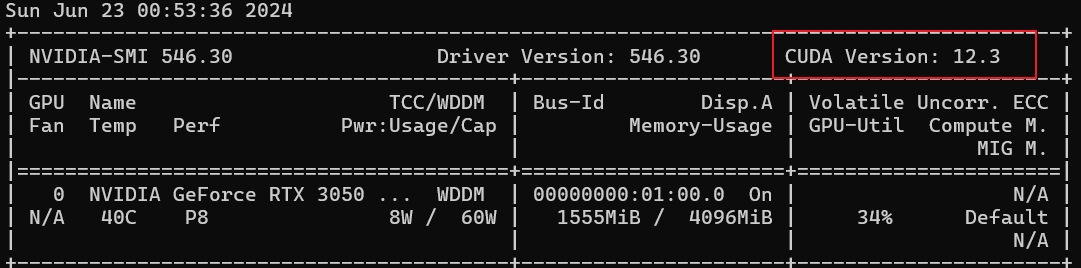 Sun Jun 23 00:53:36 2024
+---------------------------------------------------------------------------------------+
| NVIDIA-SMI 546.30                 Driver Version: 546.30       CUDA Version: 12.3     |
|-----------------------------------------+----------------------+----------------------+
| GPU  Name                     TCC/WDDM  | Bus-Id        Disp.A | Volatile Uncorr. ECC |
| Fan  Temp   Perf          Pwr:Usage/Cap |         Memory-Usage | GPU-Util  Compute M. |
|                                         |                      |               MIG M. |
|=========================================+======================+======================|
|   0  NVIDIA GeForce RTX 3050 ...  WDDM  | 00000000:01:00.0  On |                  N/A |
| N/A   40C    P8               8W /  60W |   1555MiB /  4096MiB |     34%      Default |
|                                         |                      |                  N/A |
+-----------------------------------------+----------------------+----------------------+